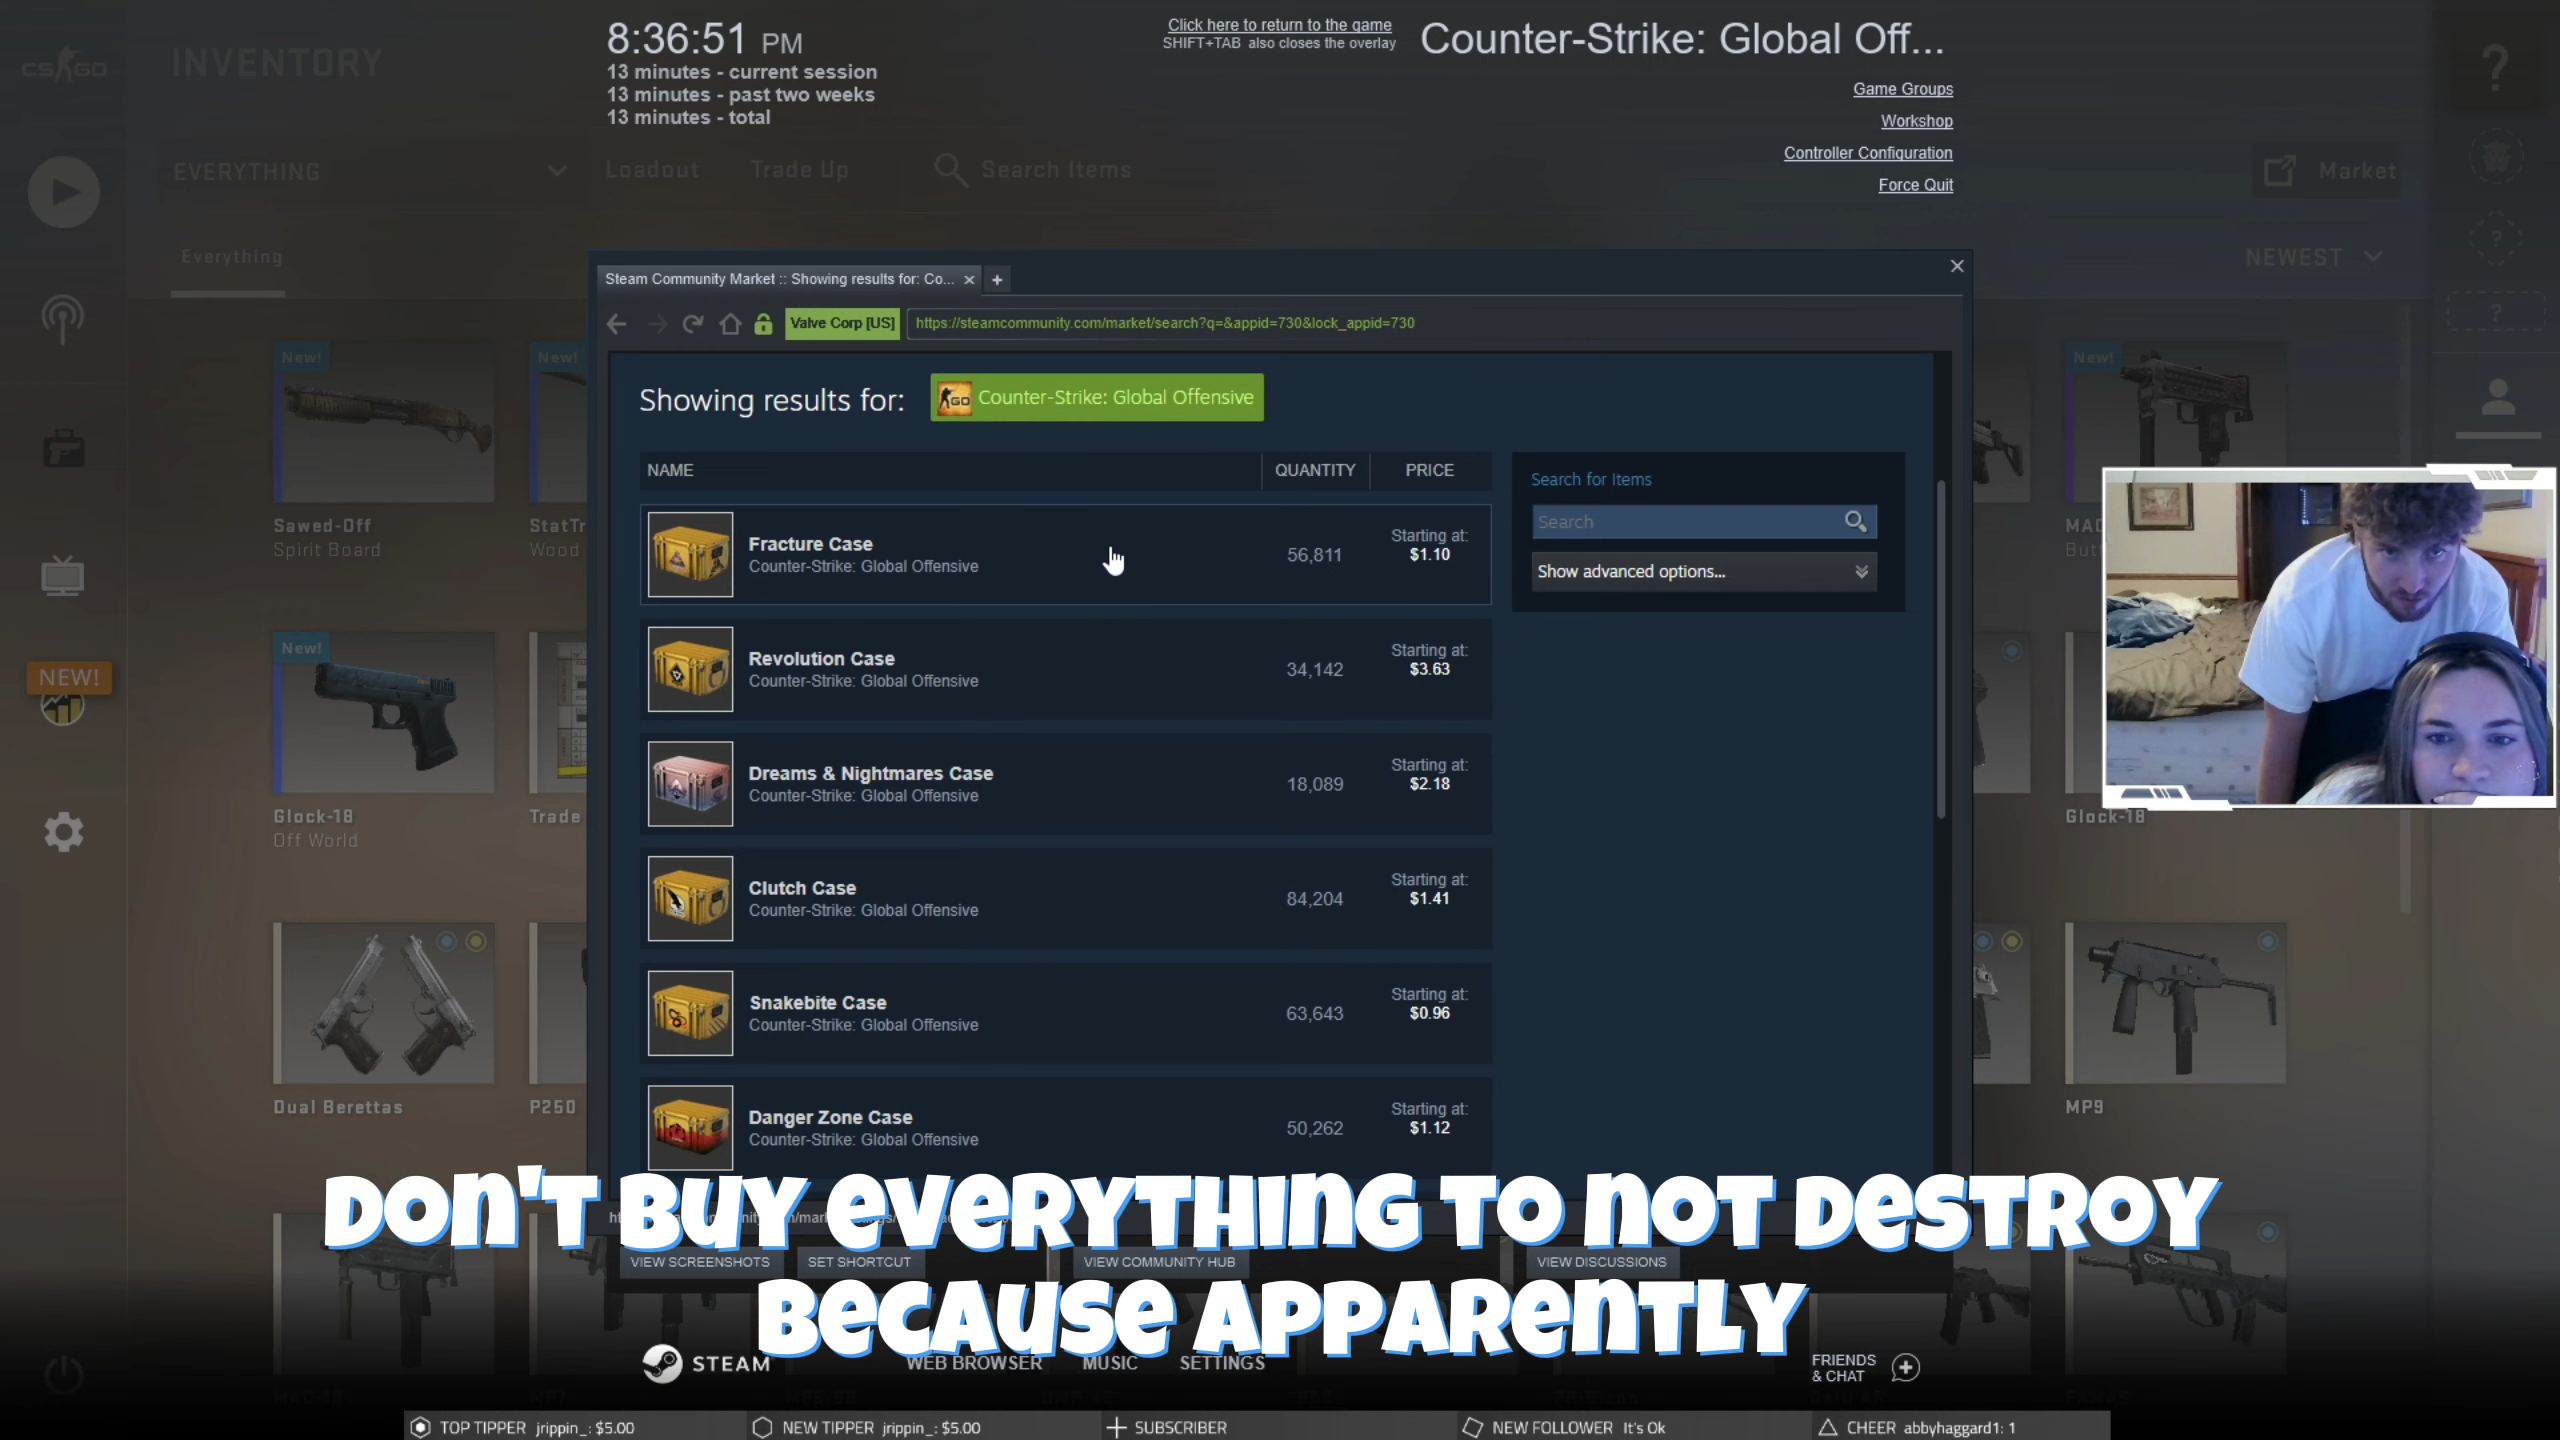 CS GO
INVENTORY
8:36:51 PM
13 minutes - current session
13 minutes - past two weeks
13 minutes - total
Click here to return to the game
SHIFT+TAB also closes the overlay
Counter-Strike: Global Off...
Game Groups
Workshop
Controller Configuration
Force Quit
EVERYTHING
Loadout
Trade Up
Search Items
Market
Everything
NEWEST
Steam Community Market :: Showing results for: Co...
Valve Corp [US]
https://steamcommunity.com/market/search?q=&appid=730&lock_appid=730
Showing results for:
Counter-Strike: Global Offensive
NAME
QUANTITY
PRICE
Search for Items
Search
Show advanced options...
Fracture Case
Counter-Strike: Global Offensive
56,811
Starting at:
$1.10
Revolution Case
Counter-Strike: Global Offensive
34,142
Starting at:
$3.63
Dreams & Nightmares Case
Counter-Strike: Global Offensive
18,089
Starting at:
$2.18
Clutch Case
Counter-Strike: Global Offensive
84,204
Starting at:
$1.41
Snakebite Case
Counter-Strike: Global Offensive
63,643
Starting at:
$0.96
Danger Zone Case
Counter-Strike: Global Offensive
50,262
Starting at:
$1.12
New!
Sawed-Off
Spirit Board
New!
StatTr
Wood
New!
NEW!
New!
Glock-18
Off World
Trade
Glock-18
Dual Berettas
P250
MP9
DON'T BUY EVERYTHING TO NOT DESTROY
BECAUSE APPARENTLY
VIEW SCREENSHOTS
SET SHORTCUT
VIEW COMMUNITY HUB
VIEW DISCUSSIONS
STEAM
WEB BROWSER
MUSIC
SETTINGS
FRIENDS
& CHAT
TOP TIPPER jrippin_: $5.00
NEW TIPPER jrippin_: $5.00
SUBSCRIBER
NEW FOLLOWER It's Ok
CHEER abbyhaggard1: 1